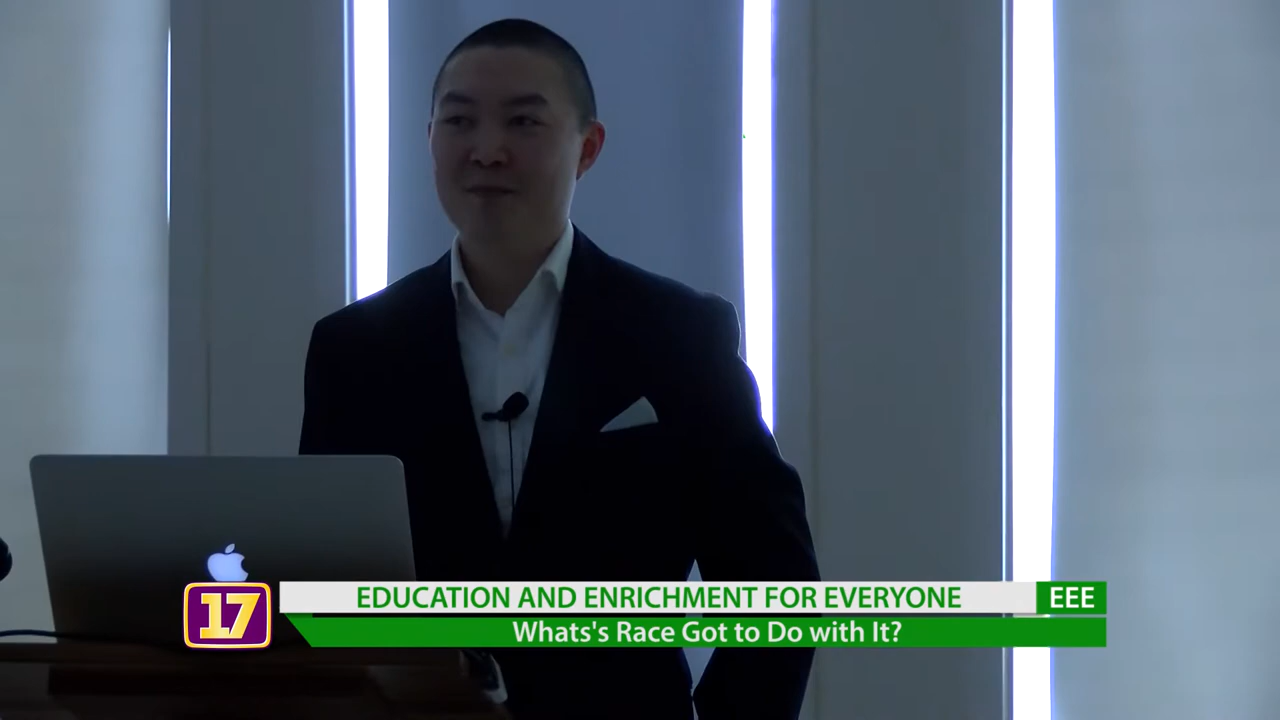 EDUCATION AND ENRICHMENT FOR EVERYONE EEE
17
Whats's Race Got to Do with It?